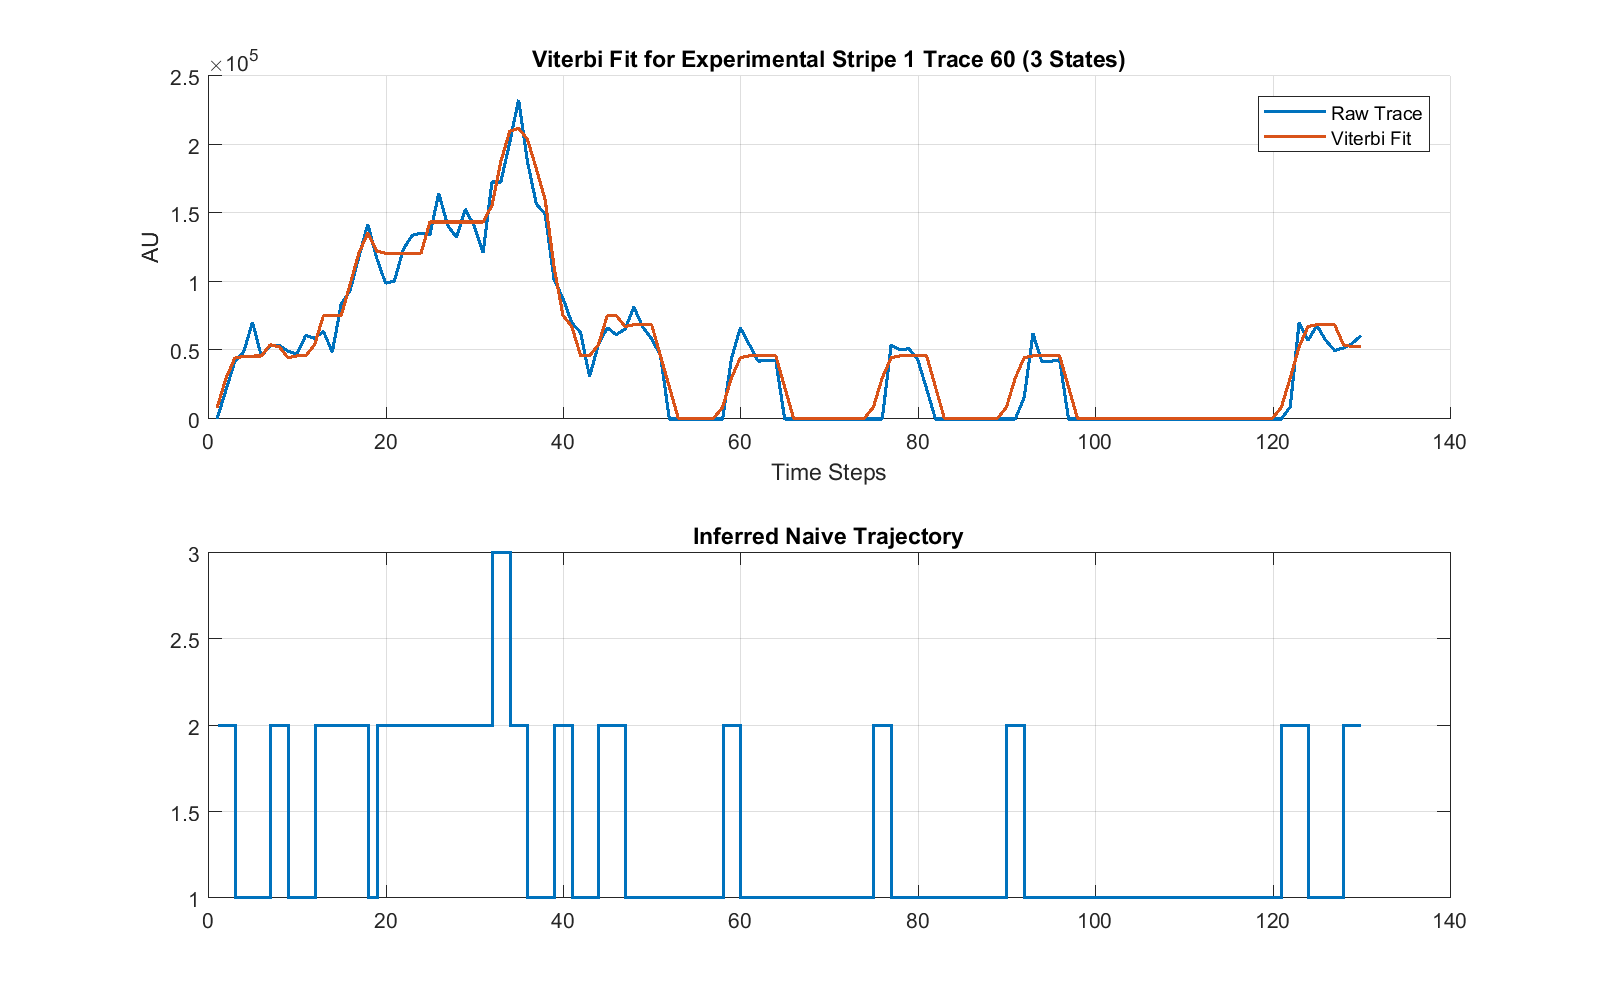 Viterbi Fit for Experimental Stripe 1 Trace 60 (3 States)
×10^5
2.5
2
1.5
1
0.5
0
AU
Raw Trace
Viterbi Fit
0 20 40 60 80 100 120 140
Time Steps
Inferred Naive Trajectory
3
2.5
2
1.5
1
0 20 40 60 80 100 120 140